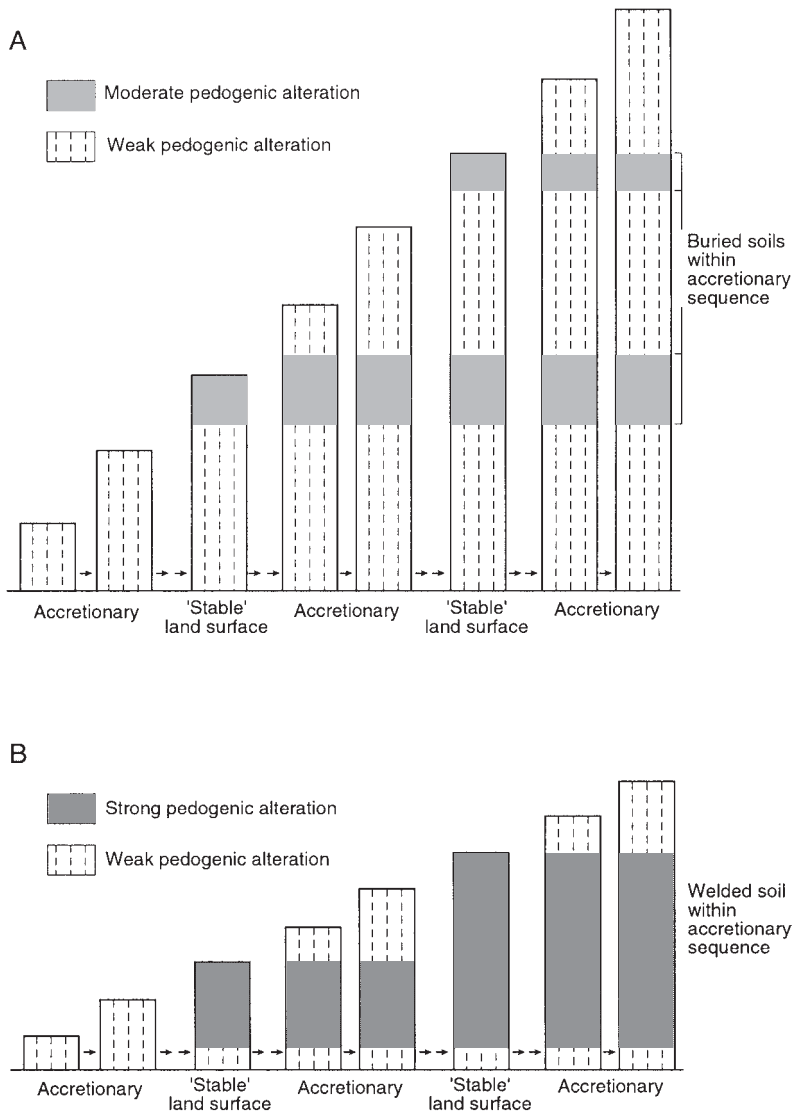 A
Moderate pedogenic alteration
Weak pedogenic alteration
Buried soils
within
accretionary
sequence
Accretionary
'Stable'
land surface
Accretionary
'Stable'
land surface
Accretionary
B
Strong pedogenic alteration
Weak pedogenic alteration
Welded soil
within
accretionary
sequence
Accretionary
'Stable'
land surface
Accretionary
'Stable'
land surface
Accretionary